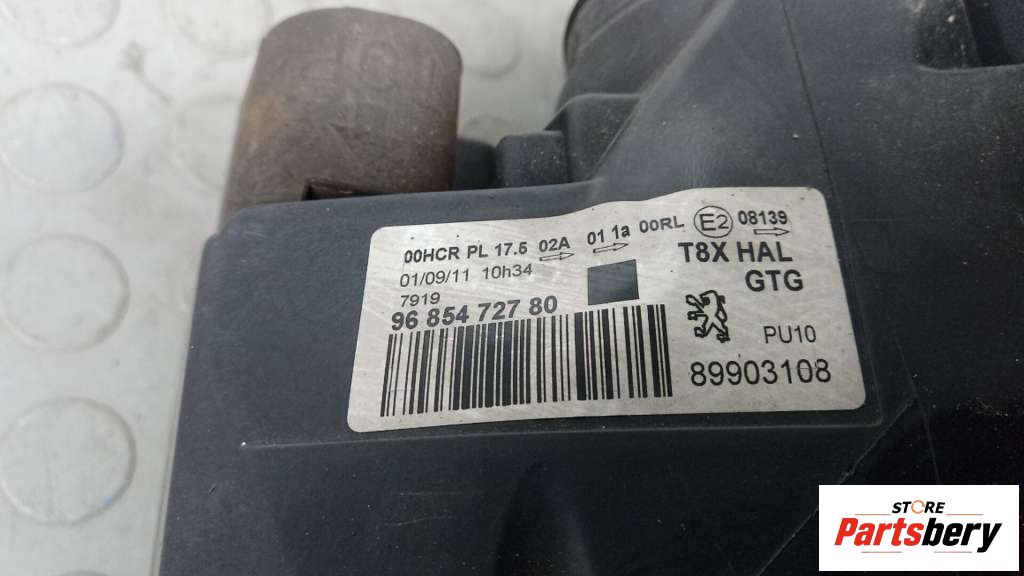 00HCR PL 17.5 02A 01 1a 00RL E2 08139
01/09/11 10h34
7919
96 854 727 80
T8X HAL
GTG
PU10
89903108
STORE
Partsbery